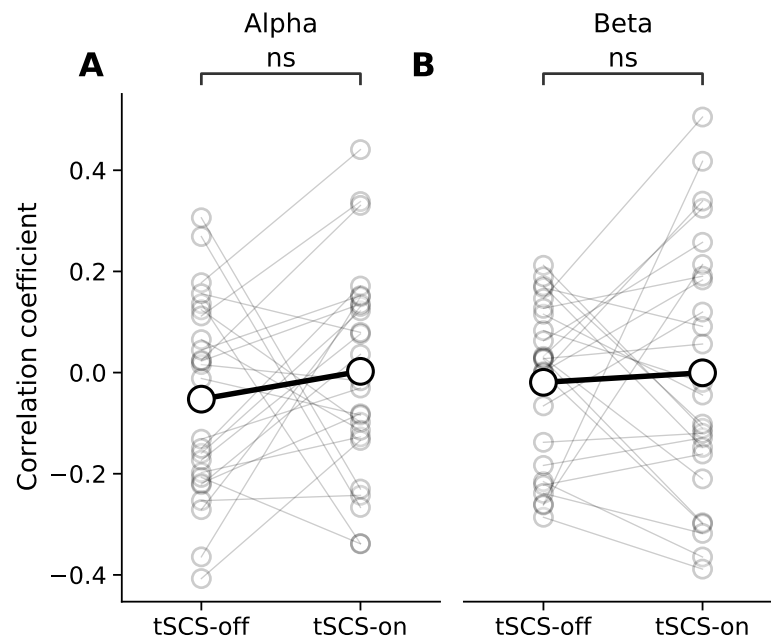 Alpha
Beta
A
ns
B
ns
Correlation coefficient
0.4
0.2
0.0
−0.2
−0.4
tSCS-off
tSCS-on
tSCS-off
tSCS-on